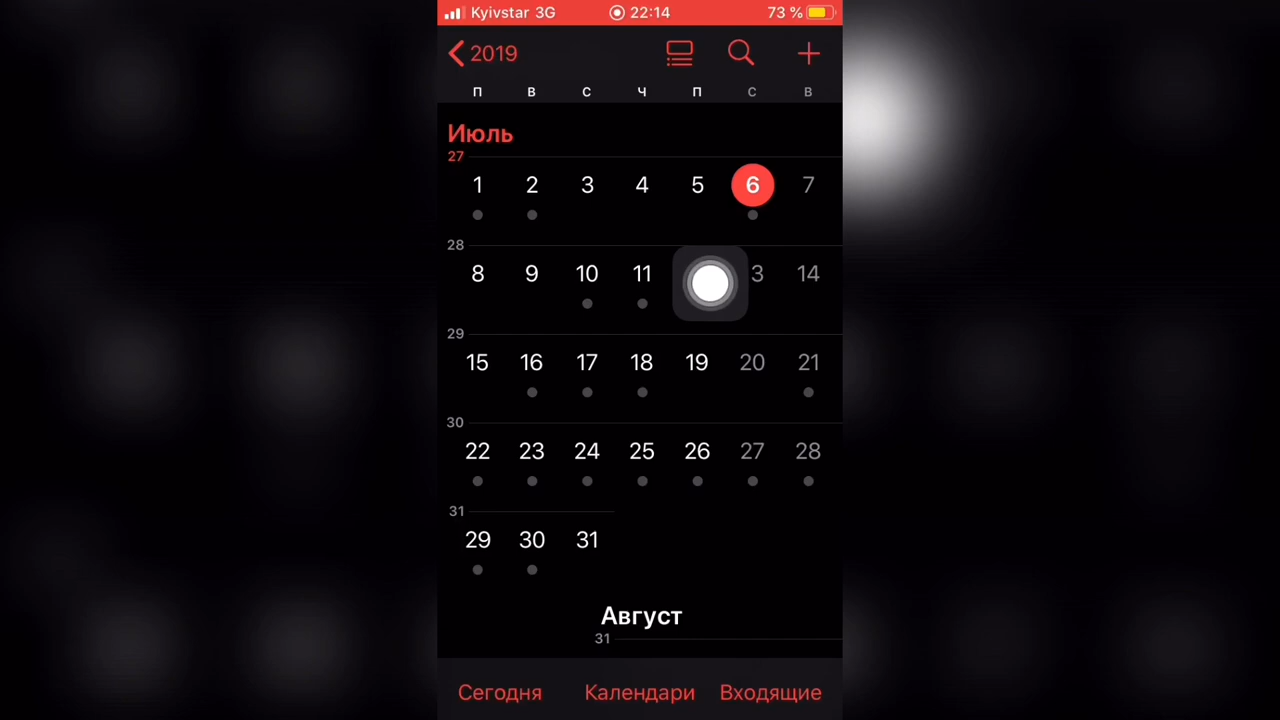 Kyivstar 3G 22:14 73 %
2019
П В С Ч П С В
Июль
27
1 2 3 4 5 6 7
28
8 9 10 11 3 14
29
15 16 17 18 19 20 21
30
22 23 24 25 26 27 28
31
29 30 31
Август
31
Сегодня Календари Входящие